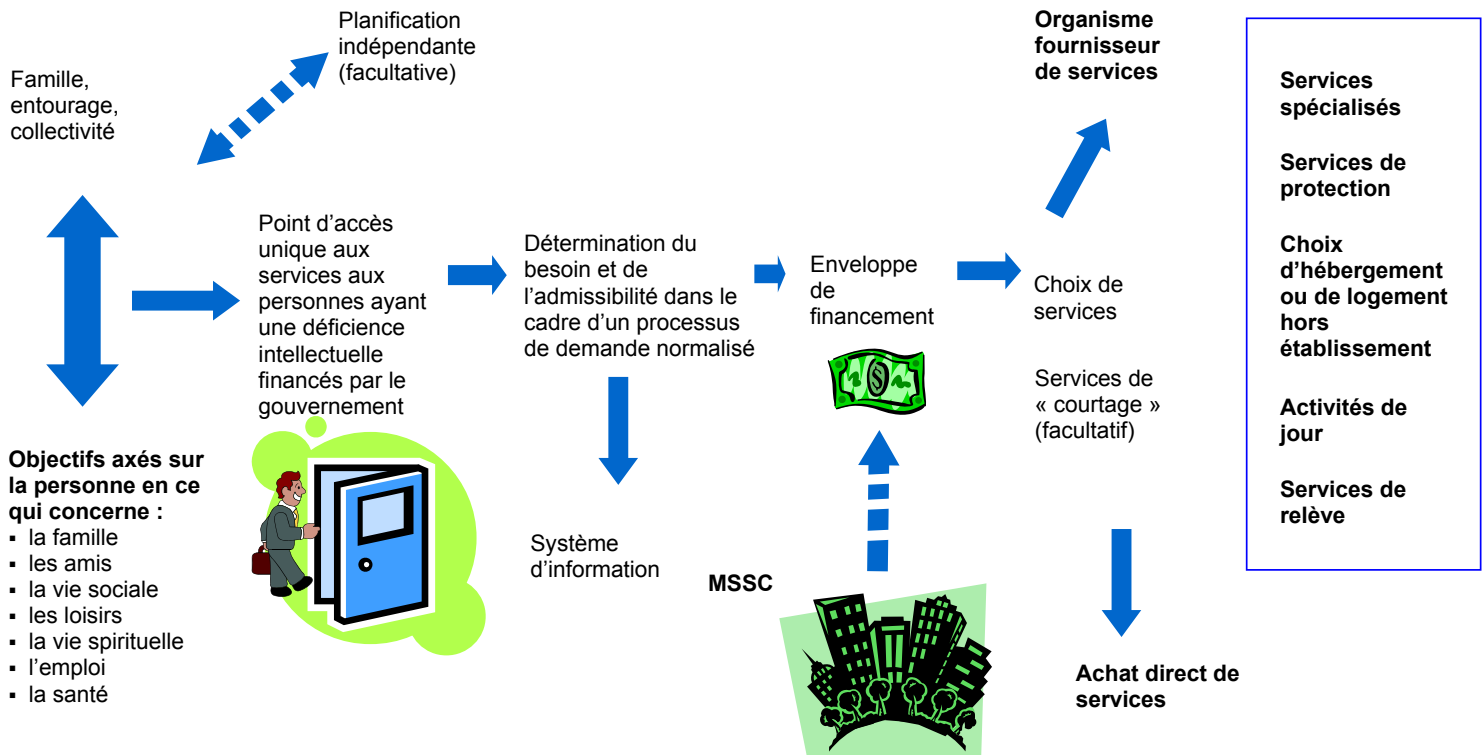 Famille,
entourage,
collectivité
Planification
indépendante
(facultative)
Objectifs axés sur
la personne en ce
qui concerne :
▪ la famille
▪ les amis
▪ la vie sociale
▪ les loisirs
▪ la vie spirituelle
▪ l’emploi
▪ la santé
Point d’accès
unique aux
services aux
personnes ayant
une déficience
intellectuelle
financés par le
gouvernement
Détermination du
besoin et de
l’admissibilité dans le
cadre d’un processus
de demande normalisé
Système
d’information
Enveloppe
de
financement
$
MSSC
Organisme
fournisseur
de services
Choix de
services
Services de
« courtage »
(facultatif)
Achat direct de
services
Services
spécialisés
Services de
protection
Choix
d’hébergement
ou de logement
hors
établissement
Activités de
jour
Services de
relève